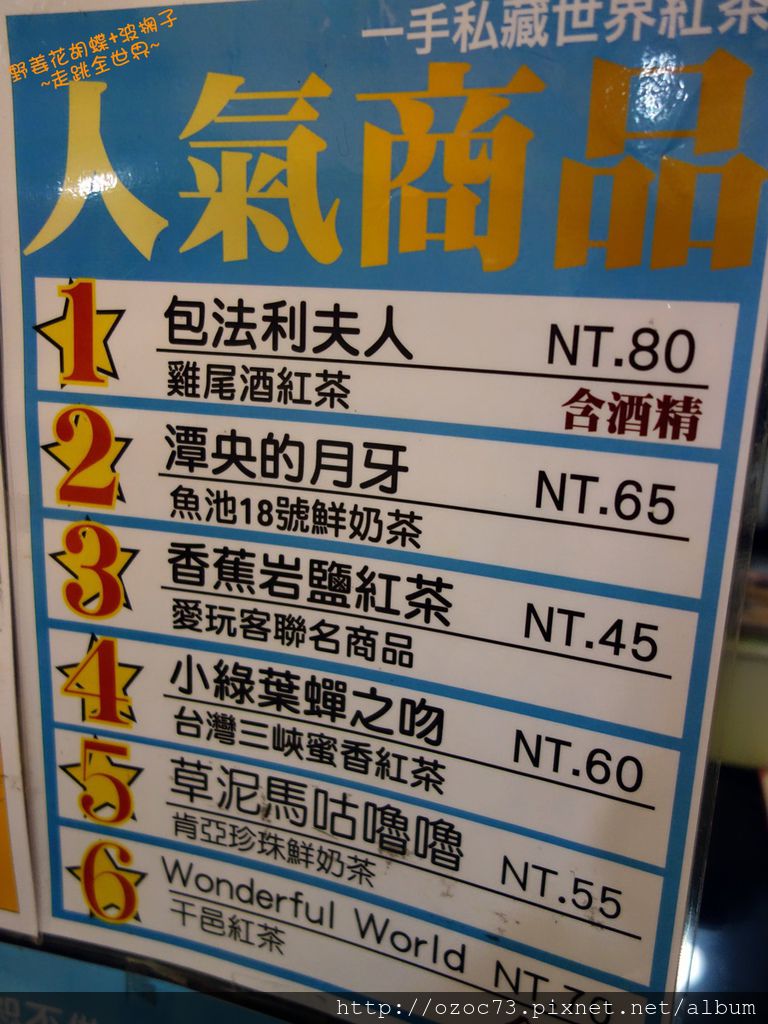 野姜花胡蝶+玻璃子
~走跳全世界~
一手私藏世界紅茶
人氣商品
1 包法利夫人 NT.80
雞尾酒紅茶 含酒精
2 潭央的月牙 NT.65
魚池18號鮮奶茶
3 香蕉岩鹽紅茶 NT.45
愛玩客聯名商品
4 小綠葉蟬之吻 NT.60
台灣三峽蜜香紅茶
5 草泥馬咕嚕嚕 NT.55
肯亞珍珠鮮奶茶
6 Wonderful World NT.70
干邑紅茶
http://ozoc73.pixnet.net/album